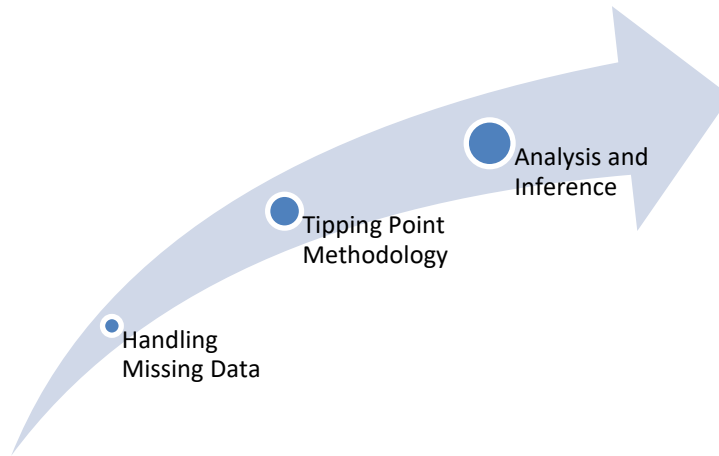 Analysis and
Inference
Tipping Point
Methodology
Handling
Missing Data